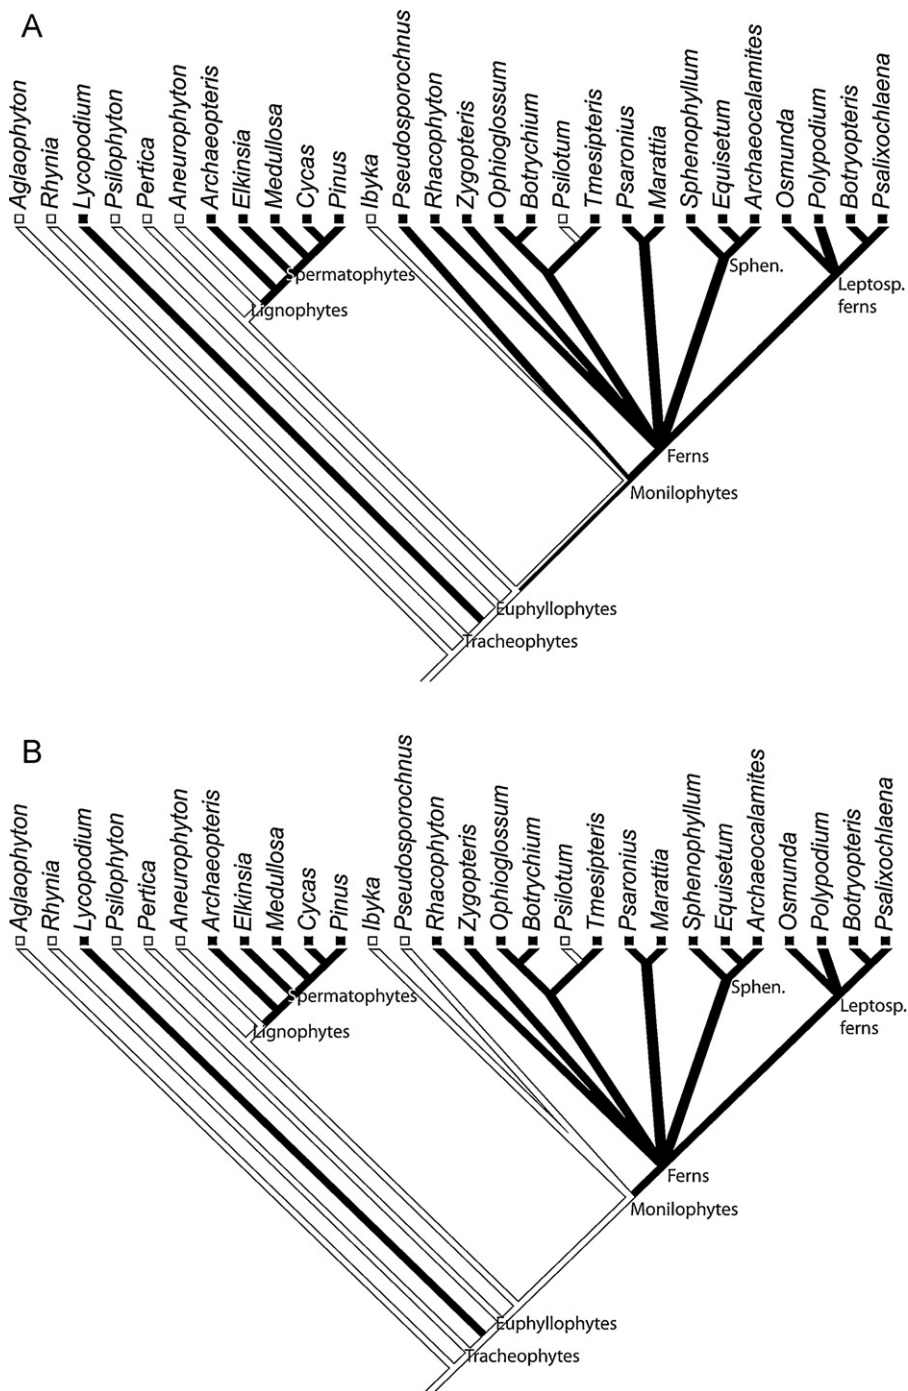 A
Aglaophyton
Rhynia
Lycopodium
Psilophyton
Pertica
Aneurophyton
Archaeopteris
Elkinsia
Medullosa
Cycas
Pinus
Ibyka
Pseudosporochnus
Rhacophyton
Zygopteris
Ophioglossum
Botrychium
Psilotum
Tmesipteris
Psaronius
Marattia
Sphenophyllum
Equisetum
Archaeocalamites
Osmunda
Polypodium
Botryopteris
Psalixochlaena
Spermatophytes
Sphen.
Leptosp.
ferns
Lignophytes
Ferns
Monilophytes
Euphyllophytes
Tracheophytes
B
Aglaophyton
Rhynia
Lycopodium
Psilophyton
Pertica
Aneurophyton
Archaeopteris
Elkinsia
Medullosa
Cycas
Pinus
Ibyka
Pseudosporochnus
Rhacophyton
Zygopteris
Ophioglossum
Botrychium
Psilotum
Tmesipteris
Psaronius
Marattia
Sphenophyllum
Equisetum
Archaeocalamites
Osmunda
Polypodium
Botryopteris
Psalixochlaena
Spermatophytes
Sphen.
Leptosp.
ferns
Lignophytes
Ferns
Monilophytes
Euphyllophytes
Tracheophytes